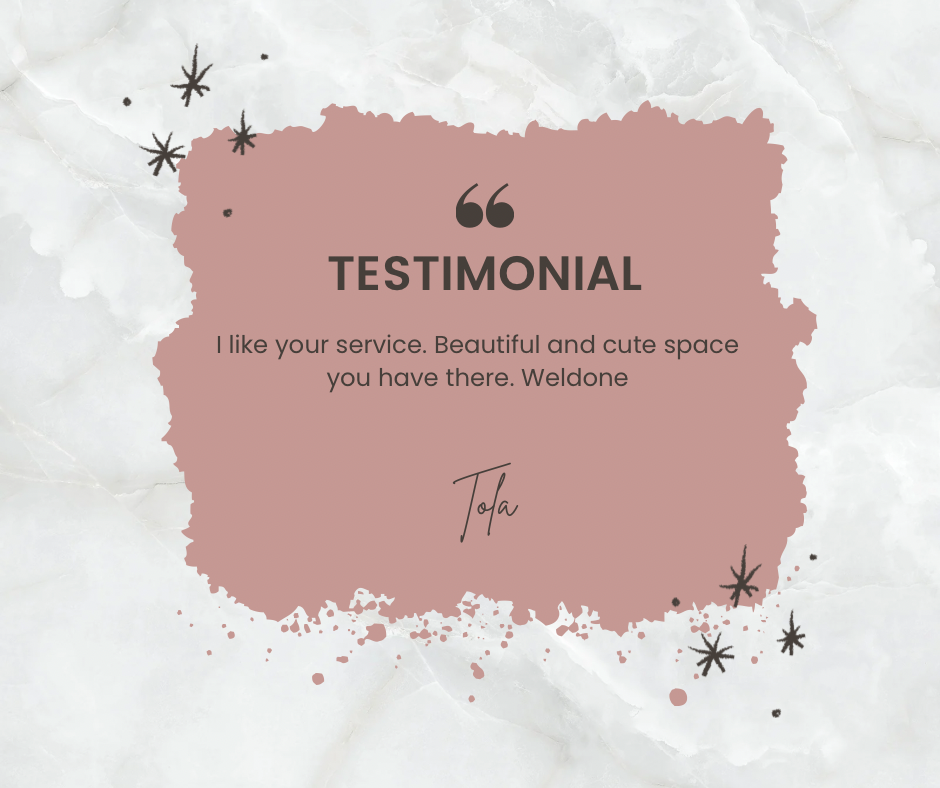 ❝
TESTIMONIAL
I like your service. Beautiful and cute space
you have there. Weldone
Tola